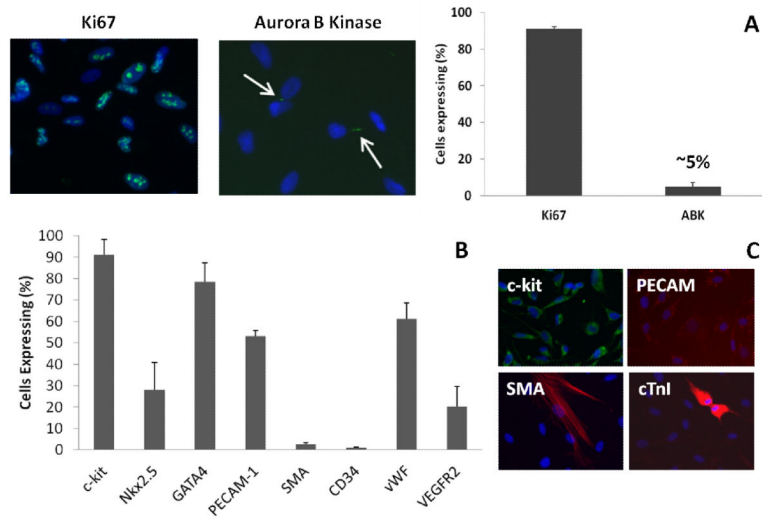 Ki67
Aurora B Kinase
A
Cells expressing (%)
100
80
60
40
20
0
~5%
Ki67
ABK
B
Cells Expressing (%)
100
90
80
70
60
50
40
30
20
10
0
c-kit
Nkx2.5
GATA4
PECAM-1
SMA
CD34
vWF
VEGFR2
C
c-kit
PECAM
SMA
cTnI